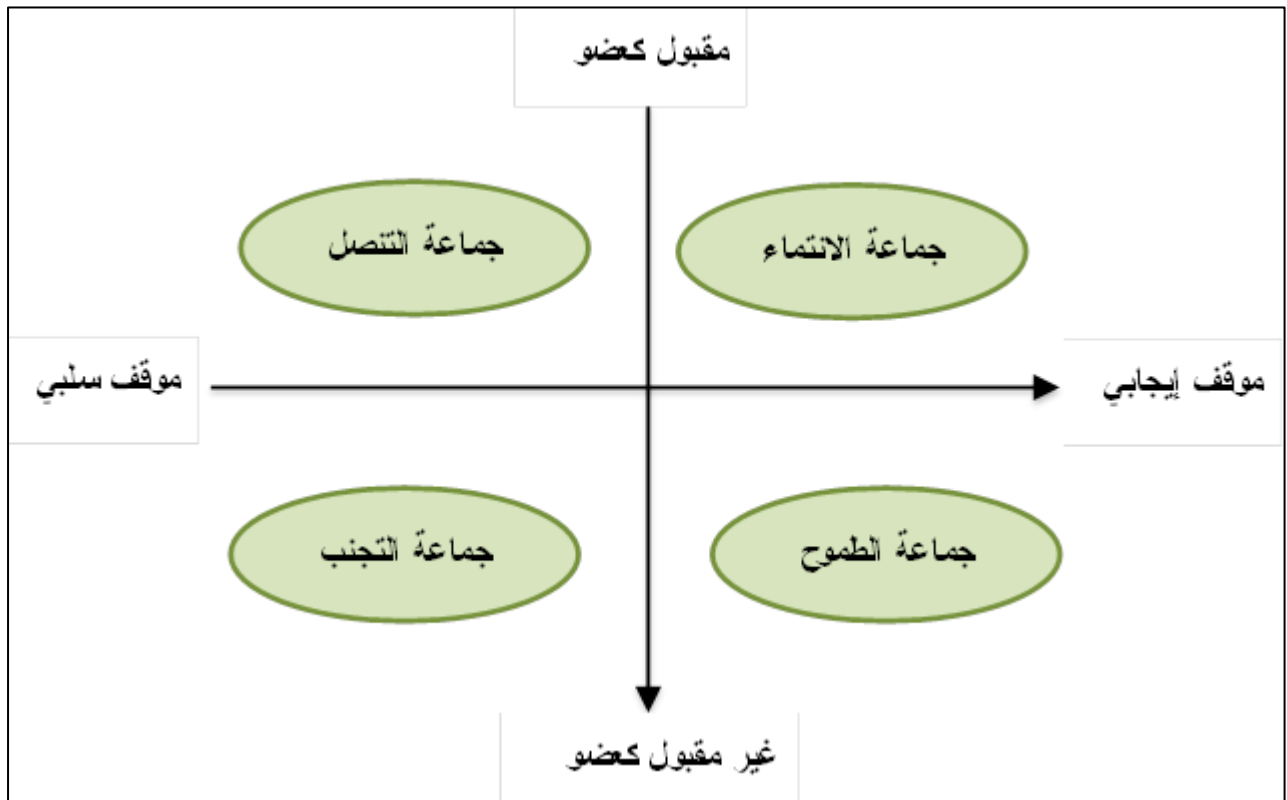 مقبول كعضو
جماعة الانتماء
جماعة التنصل
موقف إيجابي
موقف سلبي
جماعة الطموح
جماعة التجنب
غير مقبول كعضو